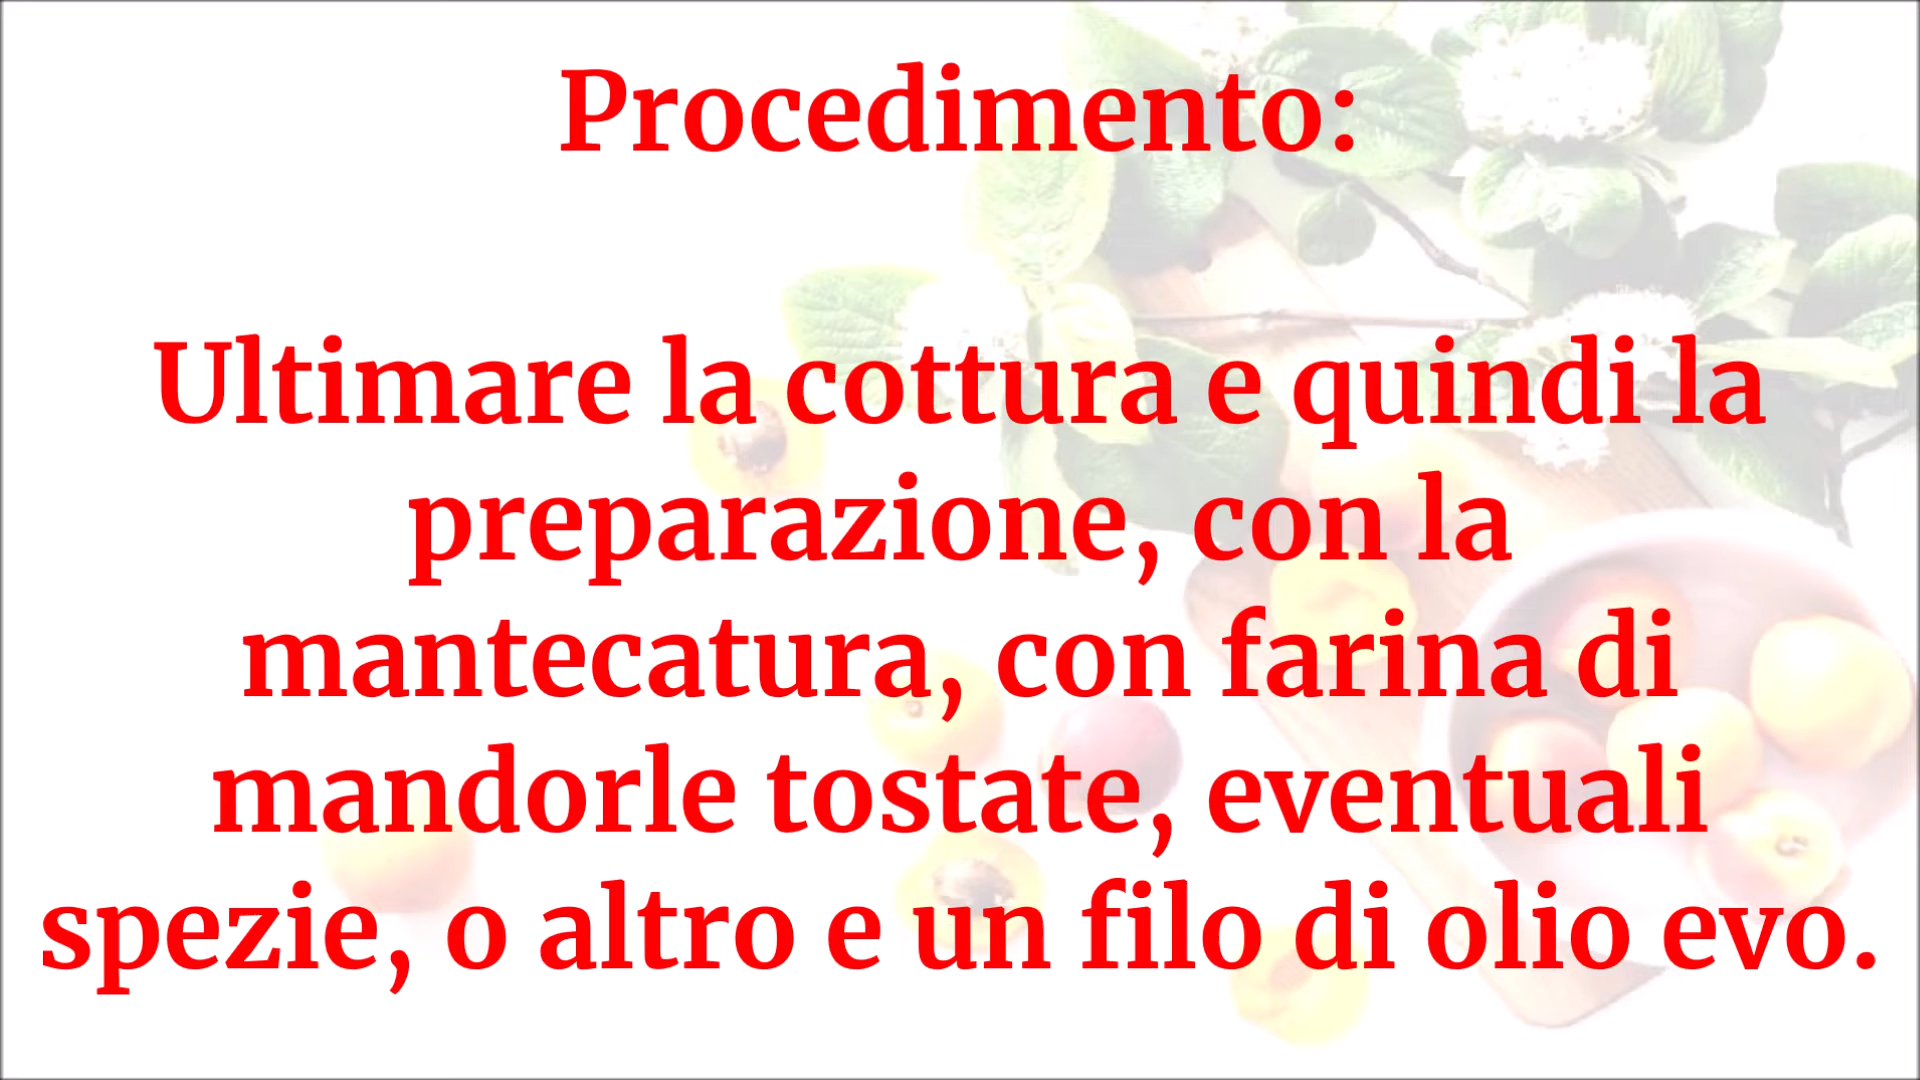 Procedimento:
Ultimare la cottura e quindi la
preparazione, con la
mantecatura, con farina di
mandorle tostate, eventuali
spezie, o altro e un filo di olio evo.